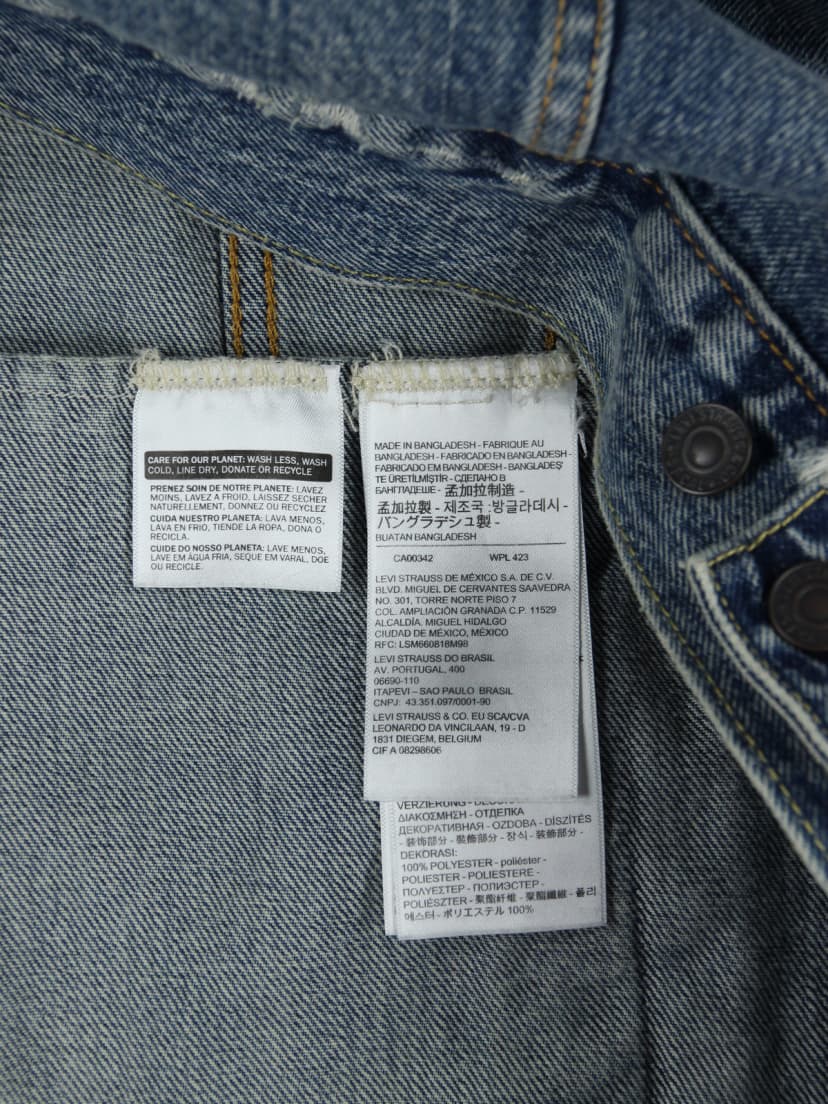 CARE FOR OUR PLANET: WASH LESS, WASH
COLD, LINE DRY, DONATE OR RECYCLE
PRENEZ SOIN DE NOTRE PLANETE: LAVEZ
MOINS, LAVEZ A FROID, LAISSEZ SECHER
NATURELLEMENT, DONNEZ OU RECYCLEZ
CUIDA NUESTRO PLANETA: LAVA MENOS,
LAVA EN FRIO, TIENDE LA ROPA, DONA O
RECICLA.
CUIDE DO NOSSO PLANETA: LAVE MENOS,
LAVE EM ÁGUA FRIA, SEQUE EM VARAL, DOE
OU RECICLE.
MADE IN BANGLADESH - FABRIQUE AU
BANGLADESH - FABRICADO EN BANGLADESH -
FABRICADO EM BANGLADESH - BANGLADEŞ'
TE ÜRETİLMİŞTİR - СДЕЛАНО В
БАНГЛАДЕШЕ - 孟加拉制造 -
孟加拉製 - 제조국 :방글라데시 -
バングラデシュ製 -
BUATAN BANGLADESH
CA00342 WPL 423
LEVI STRAUSS DE MÉXICO S.A. DE C.V.
BLVD. MIGUEL DE CERVANTES SAAVEDRA
NO. 301, TORRE NORTE PISO 7
COL. AMPLIACIÓN GRANADA C.P. 11529
ALCALDÍA. MIGUEL HIDALGO
CIUDAD DE MÉXICO, MÉXICO
RFC: LSM660818M98
LEVI STRAUSS DO BRASIL
AV. PORTUGAL, 400
06690-110
ITAPEVI – SAO PAULO BRASIL
CNPJ: 43.351.097/0001-90
LEVI STRAUSS & CO. EU SCA/CVA
LEONARDO DA VINCILAAN, 19 - D
1831 DIEGEM, BELGIUM
CIF A 08298606
VERZIERUNG -
ΔΙΑΚΟΣΜΗΣΗ - ОТДЕЛКА
ДЕКОРАТИВНАЯ - OZDOBA - DÍSZÍTÉS
- 装饰部分 - 裝飾部分 - 장식 - 装飾部分 -
DEKORASI:
100% POLYESTER - poliéster -
POLIESTER - POLIESTERE -
ΠΟΛΥΕΣΤΕΡ - ПОЛИЭСТЕР -
POLIÉSZTER - 聚酯纤维 - 聚酯纖維 - 폴리
에스터 - ポリエステル 100%